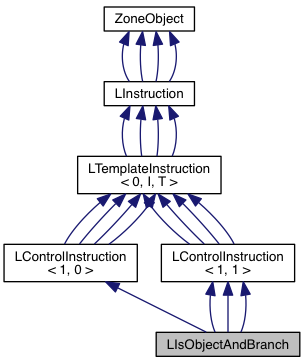 ZoneObject
LInstruction
LTemplateInstruction
< 0, I, T >
LControlInstruction
< 1, 0 >
LControlInstruction
< 1, 1 >
LIsObjectAndBranch